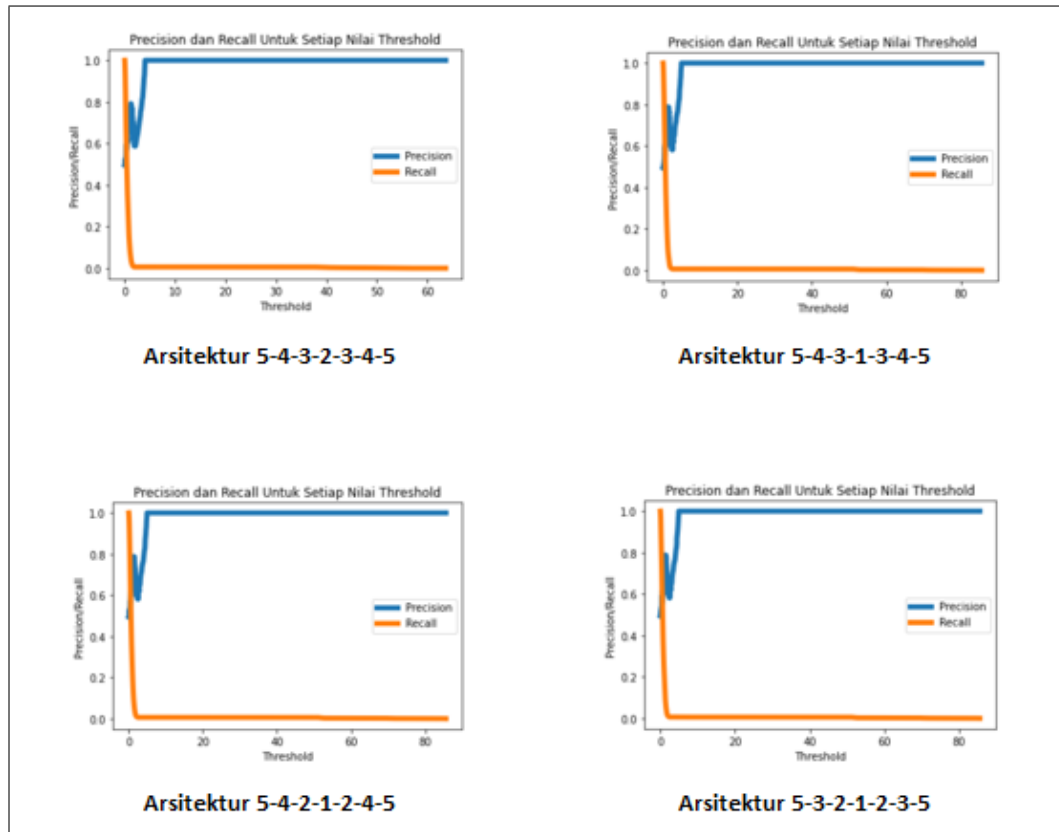 Precision dan Recall Untuk Setiap Nilai Threshold
1.0
0.8
0.6
0.4
0.2
0.0
Precision/Recall
Precision
Recall
0 10 20 30 40 50 60
Threshold
Arsitektur 5-4-3-2-3-4-5
Precision dan Recall Untuk Setiap Nilai Threshold
1.0
0.8
0.6
0.4
0.2
0.0
Precision/Recall
Precision
Recall
0 20 40 60 80
Threshold
Arsitektur 5-4-3-1-3-4-5
Precision dan Recall Untuk Setiap Nilai Threshold
1.0
0.8
0.6
0.4
0.2
0.0
Precision/Recall
Precision
Recall
0 20 40 60 80
Threshold
Arsitektur 5-4-2-1-2-4-5
Precision dan Recall Untuk Setiap Nilai Threshold
1.0
0.8
0.6
0.4
0.2
0.0
Precision/Recall
Precision
Recall
0 20 40 60 80
Threshold
Arsitektur 5-3-2-1-2-3-5